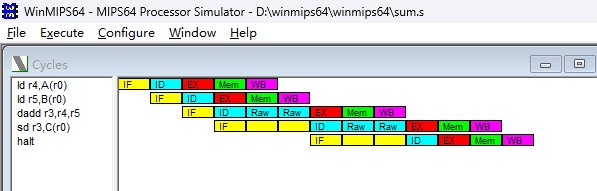 WinMIPS64 - MIPS64 Processor Simulator - D:\winmips64\winmips64\sum.s
File Execute Configure Window Help
Cycles
ld r4,A(r0) IF ID EX Mem WB
ld r5,B(r0) IF ID EX Mem WB
dadd r3,r4,r5 IF ID Raw Raw EX Mem WB
sd r3,C(r0) IF ID Raw Raw EX Mem WB
halt IF ID EX Mem WB